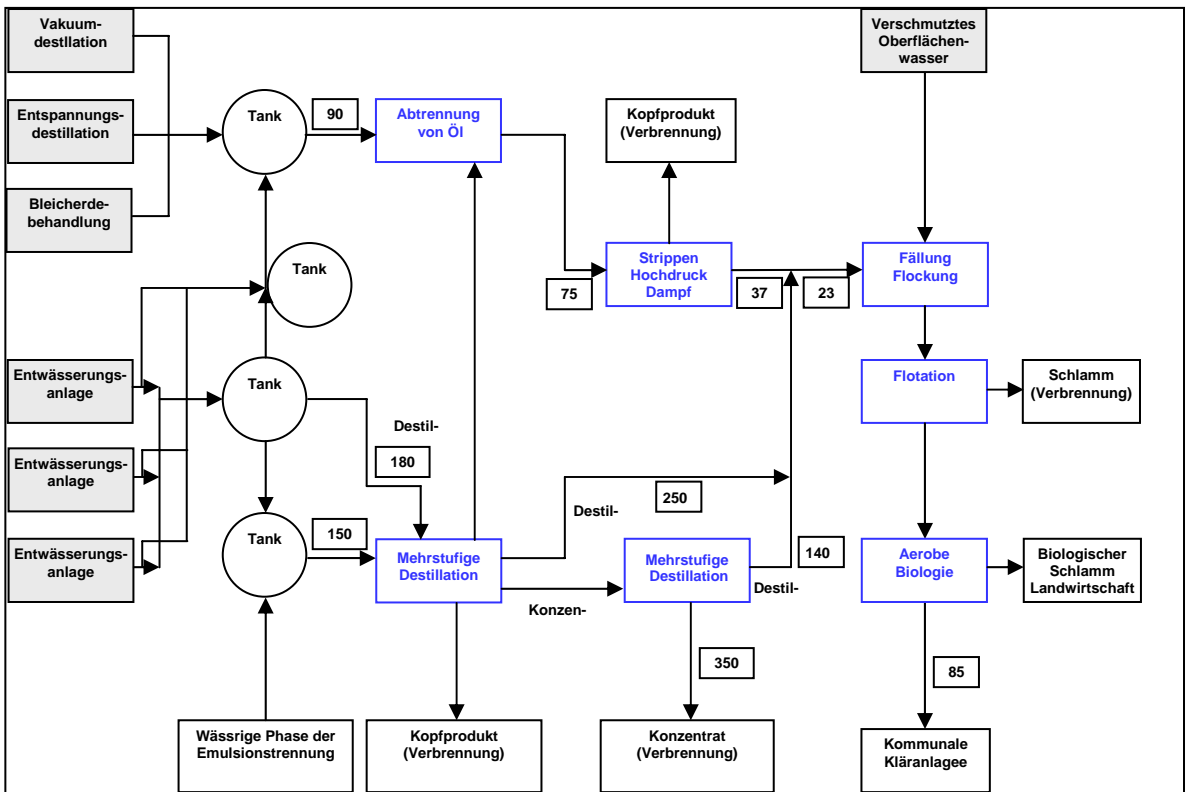 Vakuum-
destllation
Verschmutztes
Oberflächen-
wasser
Entspannungs-
destillation
Tank
90
Abtrennung
von Öl
Kopfprodukt
(Verbrennung)
Bleicherde-
behandlung
Tank
75
Strippen
Hochdruck
Dampf
37
23
Fällung
Flockung
Entwässerungs-
anlage
Tank
Flotation
Schlamm
(Verbrennung)
Destil-
180
Entwässerungs-
anlage
250
Destil-
Entwässerungs-
anlage
Tank
150
Mehrstufige
Destillation
Mehrstufige
Destillation
140
Destil-
Konzen-
Aerobe
Biologie
Biologischer
Schlamm
Landwirtschaft
350
85
Wässrige Phase der
Emulsionstrennung
Kopfprodukt
(Verbrennung)
Konzentrat
(Verbrennung)
Kommunale
Kläranlagee